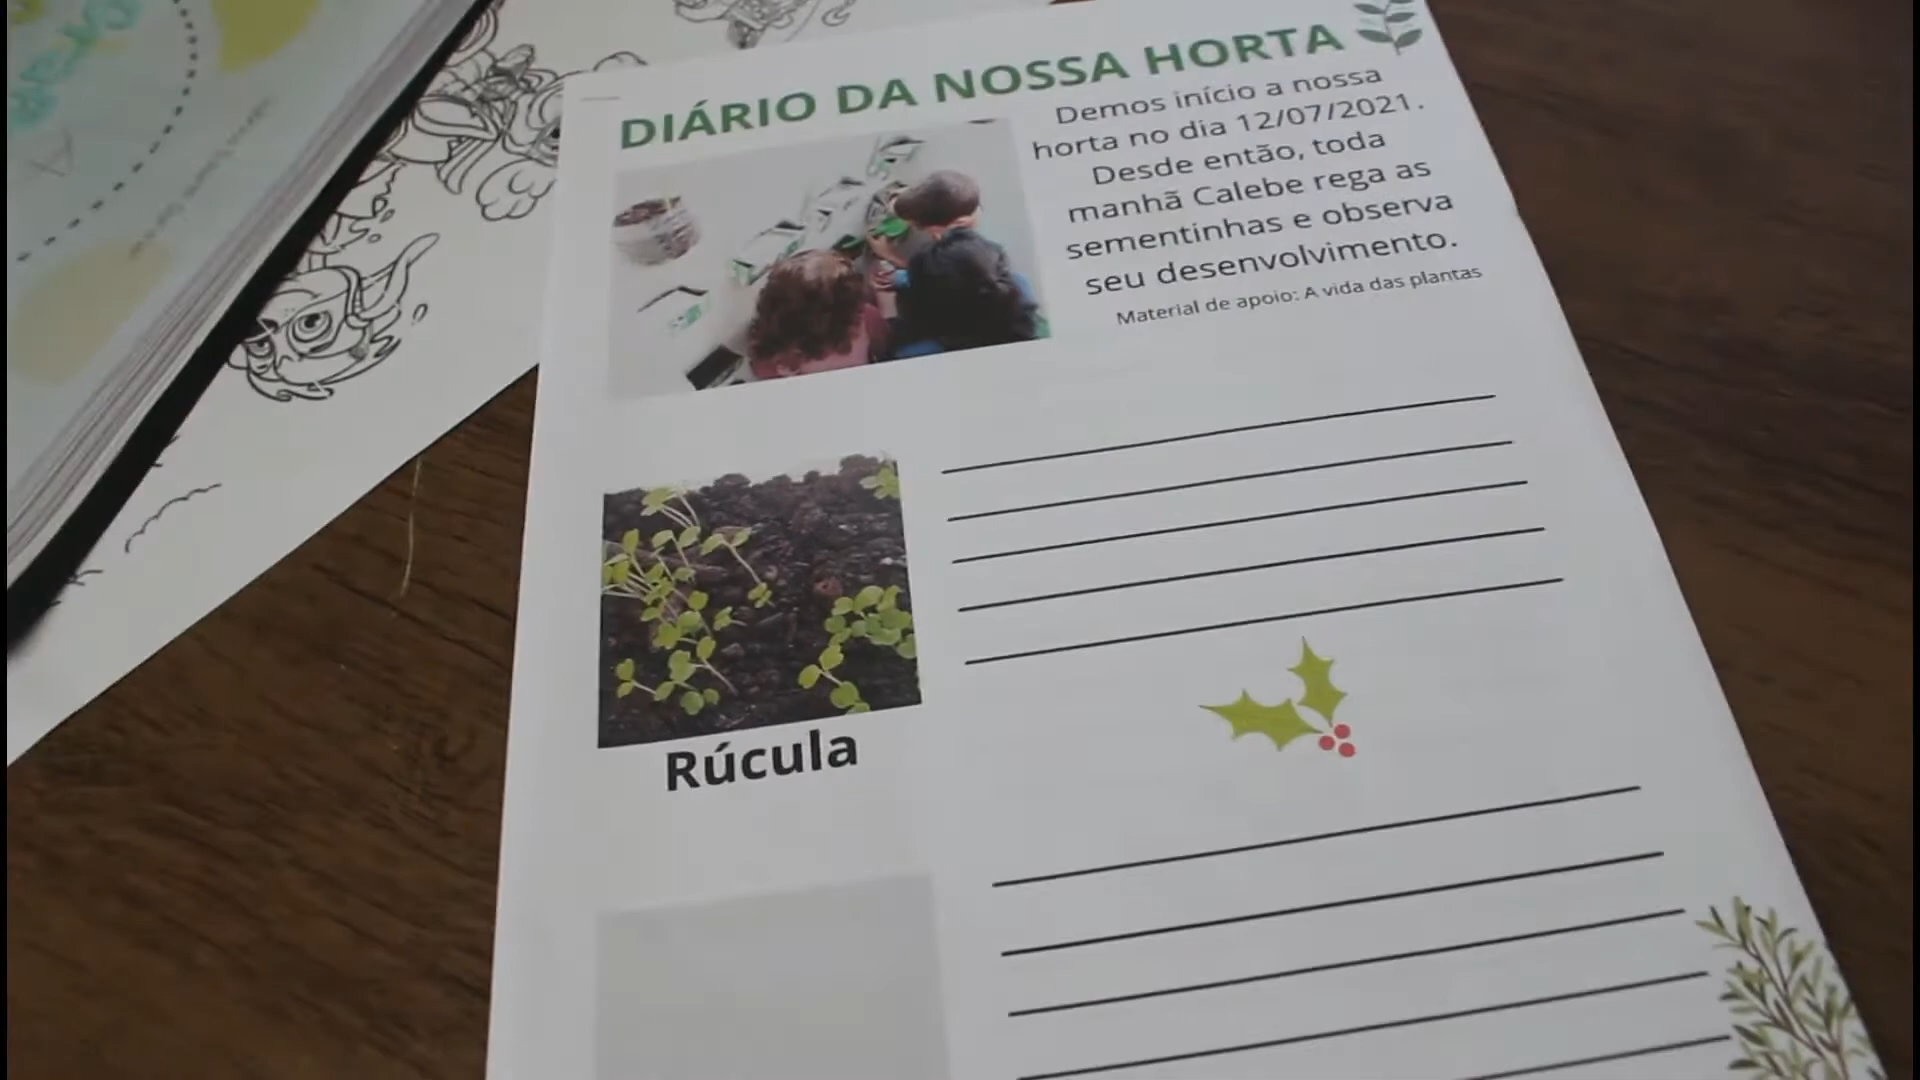 DIÁRIO DA NOSSA HORTA
Demos início a nossa
horta no dia 12/07/2021.
Desde então, toda
manhã Calebe rega as
sementinhas e observa
seu desenvolvimento.
Material de apoio: A vida das plantas
Rúcula